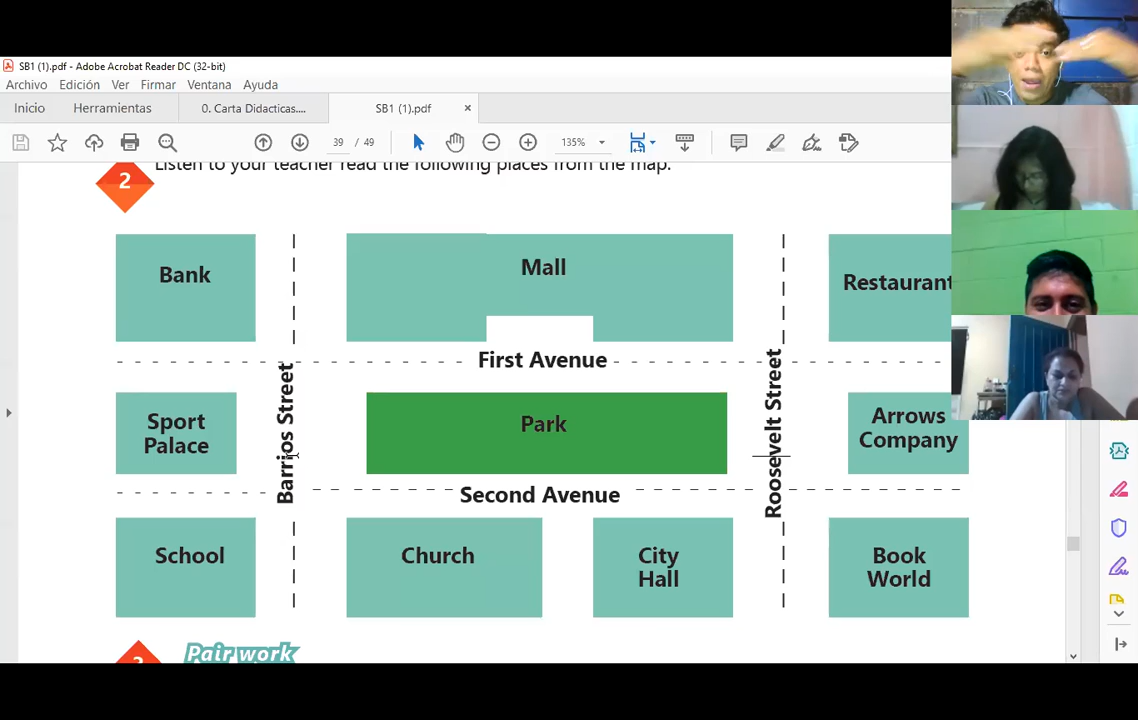 SB1 (1).pdf - Adobe Acrobat Reader DC (32-bit)
Archivo Edición Ver Firmar Ventana Ayuda
Inicio Herramientas 0. Carta Didacticas.... SB1 (1).pdf ×
39 / 49 135%
2 Listen to your teacher read the following places from the map.
Bank Mall Restaurant
First Avenue
Barrios Street
Roosevelt Street
Sport
Palace
Park
Arrows
Company
Second Avenue
School Church
City
Hall
Book
World
3 Pair work